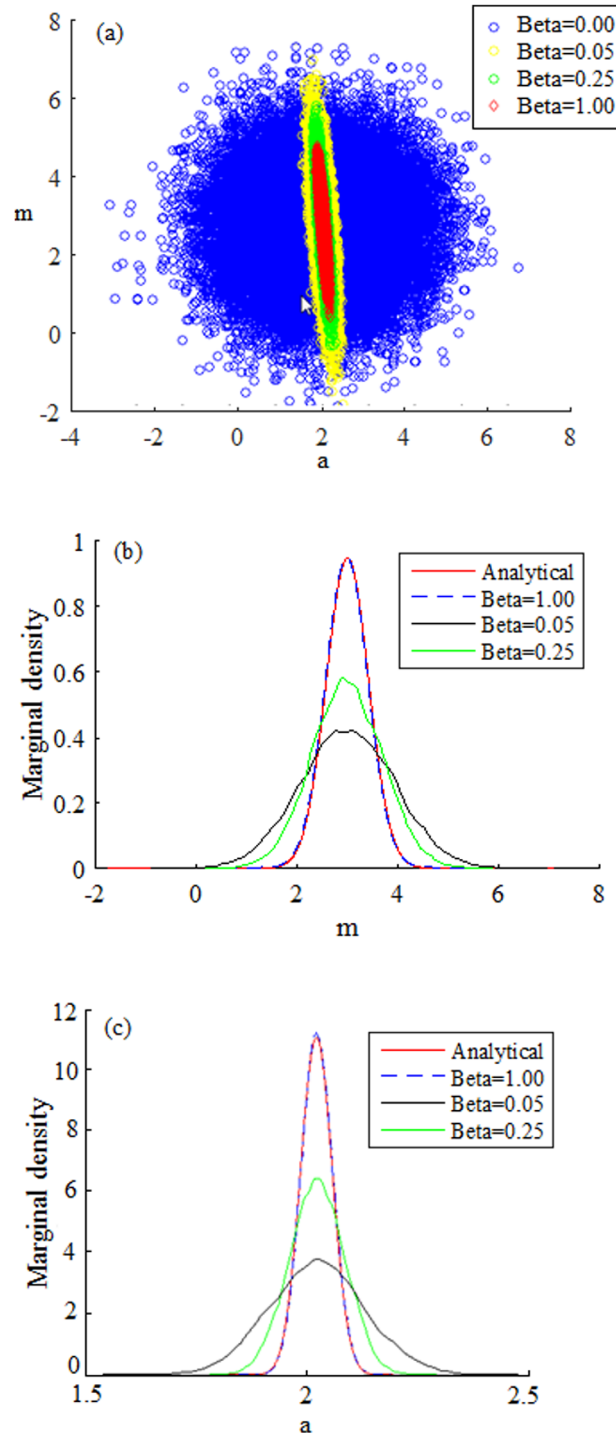 (a)
Beta=0.00
Beta=0.05
Beta=0.25
Beta=1.00
8
6
4
m
2
0
-2
-4 -2 0 2 4 6 8
a
(b)
Analytical
Beta=1.00
Beta=0.05
Beta=0.25
Marginal density
1
0.8
0.6
0.4
0.2
0
-2 0 2 4 6 8
m
(c)
Analytical
Beta=1.00
Beta=0.05
Beta=0.25
Marginal density
12
10
8
6
4
2
0
1.5 2 2.5
a